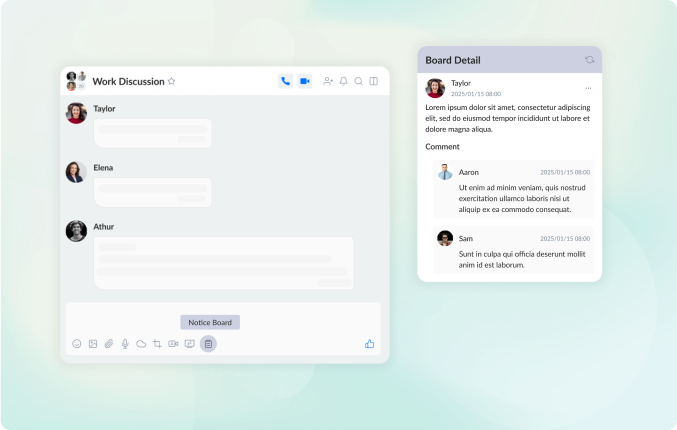 Work Discussion
Taylor
Elena
Athur
Notice Board
Board Detail
Taylor
...
2025/01/15 08:00
Lorem ipsum dolor sit amet, consectetur adipiscing
elit, sed do eiusmod tempor incididunt ut labore et
dolore magna aliqua.
Comment
Aaron 2025/01/15 08:00
Ut enim ad minim veniam, quis nostrud
exercitation ullamco laboris nisi ut
aliquip ex ea commodo consequat.
Sam 2025/01/15 08:00
Sunt in culpa qui officia deserunt mollit
anim id est laborum.